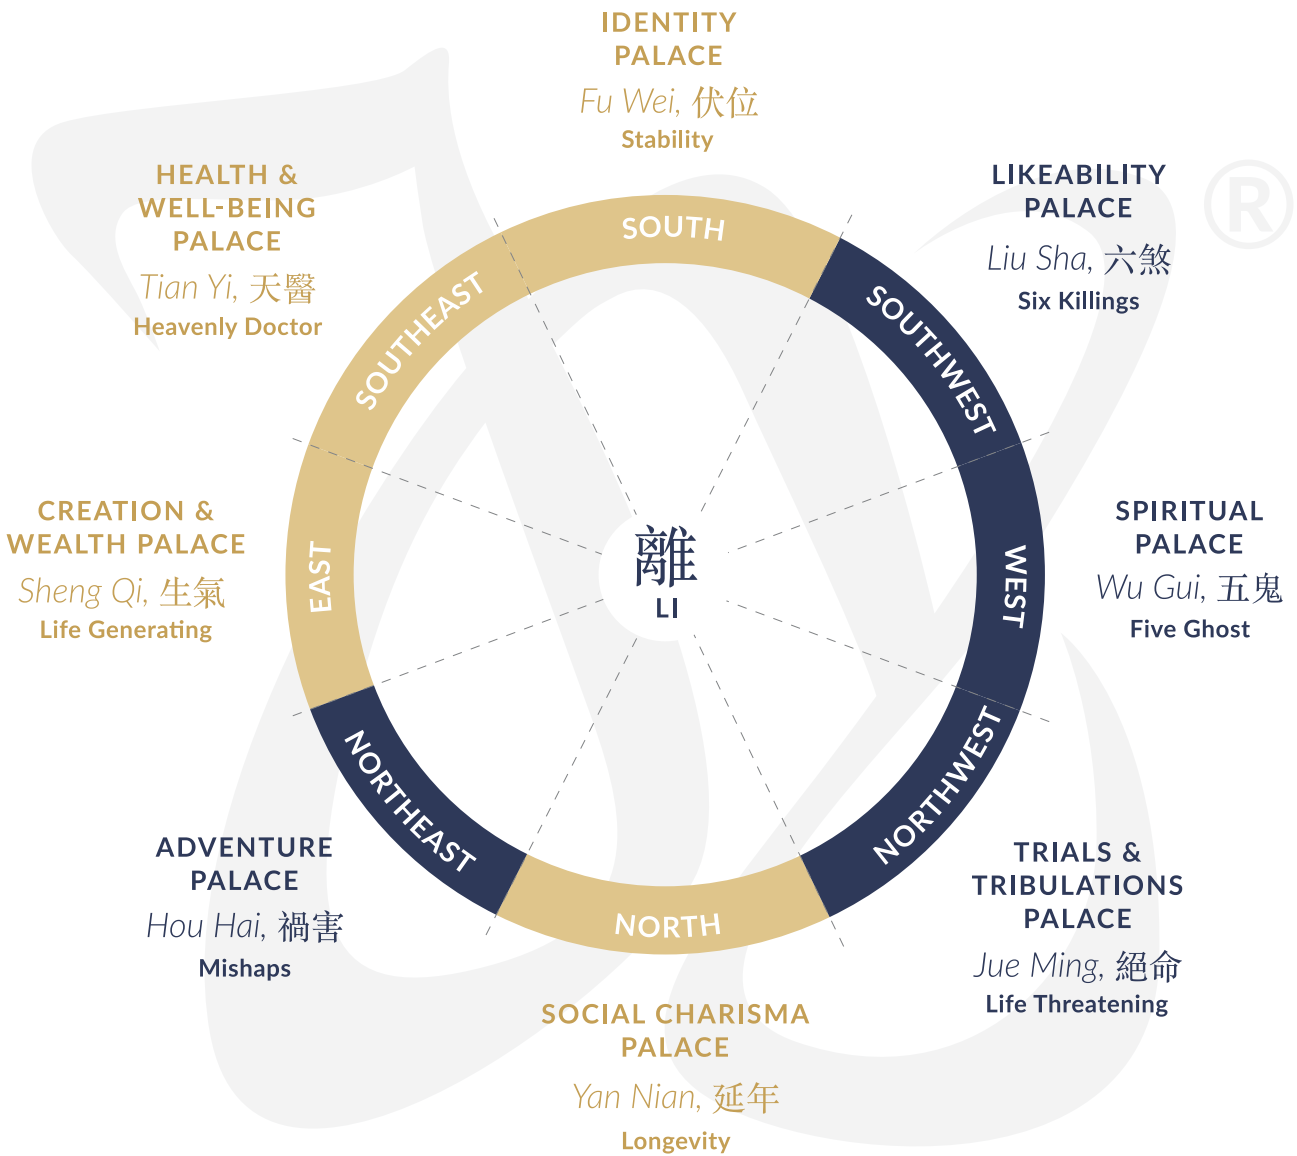 IDENTITY
PALACE
Fu Wei, 伏位
Stability
HEALTH &
WELL-BEING
PALACE
Tian Yi, 天醫
Heavenly Doctor
LIKEABILITY
PALACE
Liu Sha, 六煞
Six Killings
®
SOUTH
SOUTHEAST
SOUTHWEST
CREATION &
WEALTH PALACE
Sheng Qi, 生氣
Life Generating
EAST
離
LI
WEST
SPIRITUAL
PALACE
Wu Gui, 五鬼
Five Ghost
NORTHEAST
NORTHWEST
NORTH
ADVENTURE
PALACE
Hou Hai, 禍害
Mishaps
TRIALS &
TRIBULATIONS
PALACE
Jue Ming, 絕命
Life Threatening
SOCIAL CHARISMA
PALACE
Yan Nian, 延年
Longevity